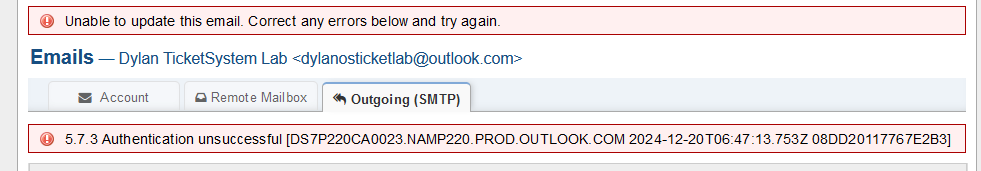 Unable to update this email. Correct any errors below and try again.
Emails — Dylan TicketSystem Lab <dylanosticketlab@outlook.com>
Account Remote Mailbox Outgoing (SMTP)
5.7.3 Authentication unsuccessful [DS7P220CA0023.NAMP220.PROD.OUTLOOK.COM 2024-12-20T06:47:13.753Z 08DD20117767E2B3]